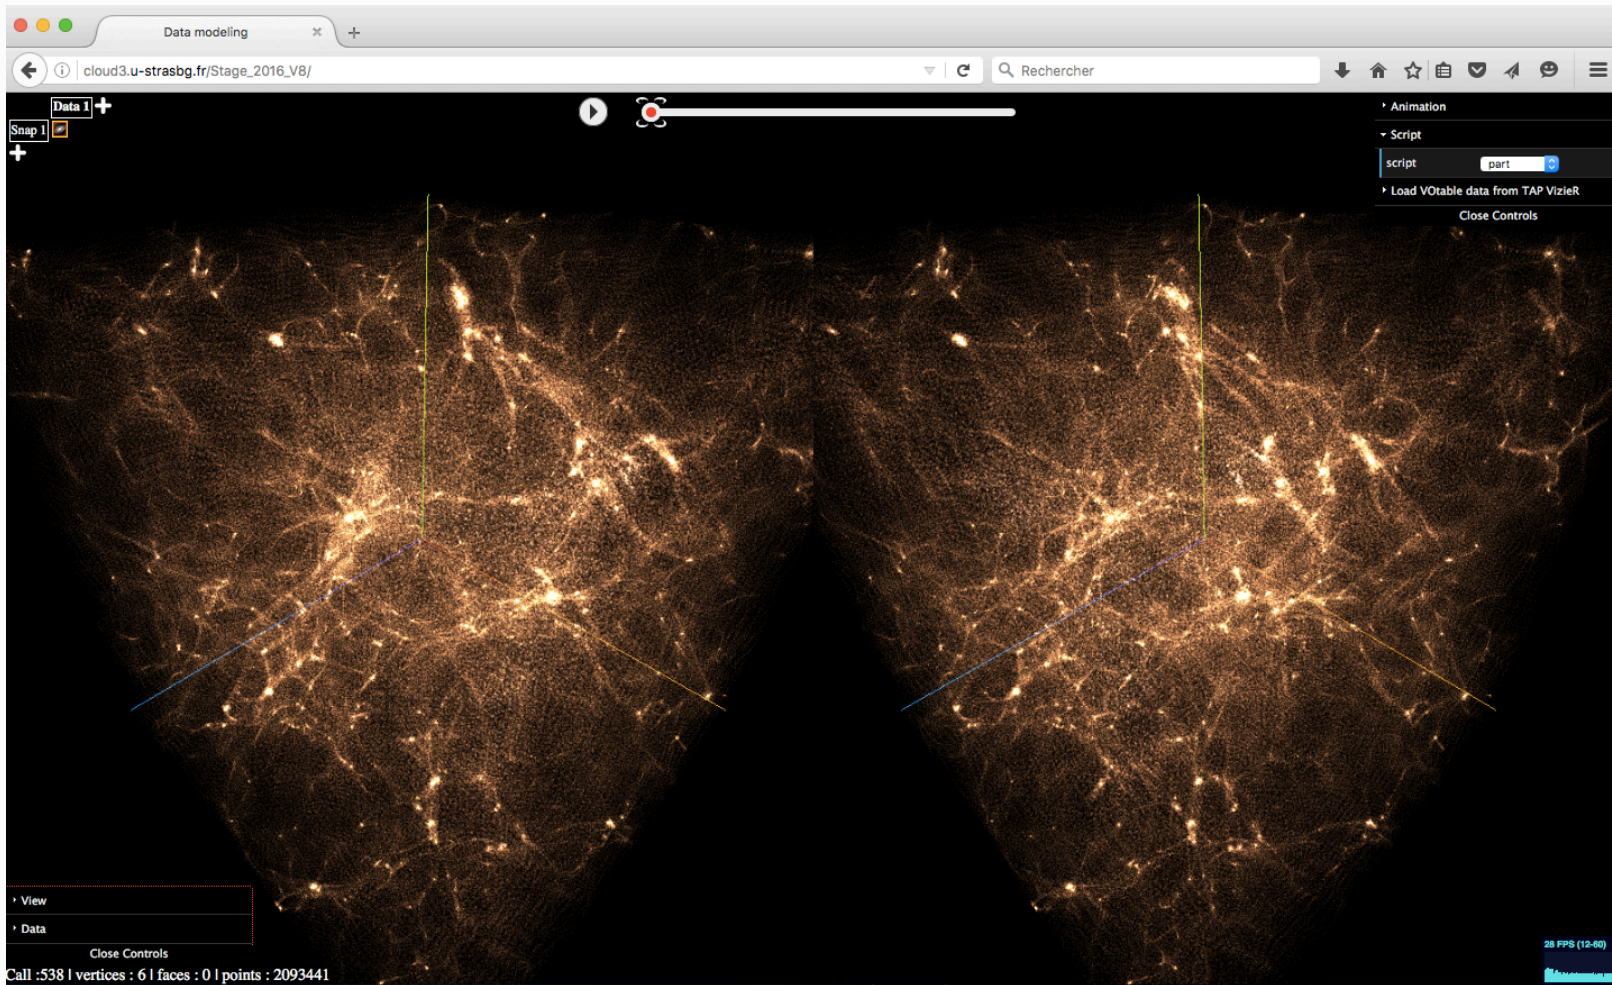 Data modeling
cloud3.u-strasbg.fr/Stage_2016_V8/
Rechercher
Data 1
Snap 1
Animation
Script
script
part
Load VOtable data from TAP VizieR
Close Controls
View
Data
Close Controls
Call :538 | vertices : 6 | faces : 0 | points : 2093441
28 FPS (12-60)